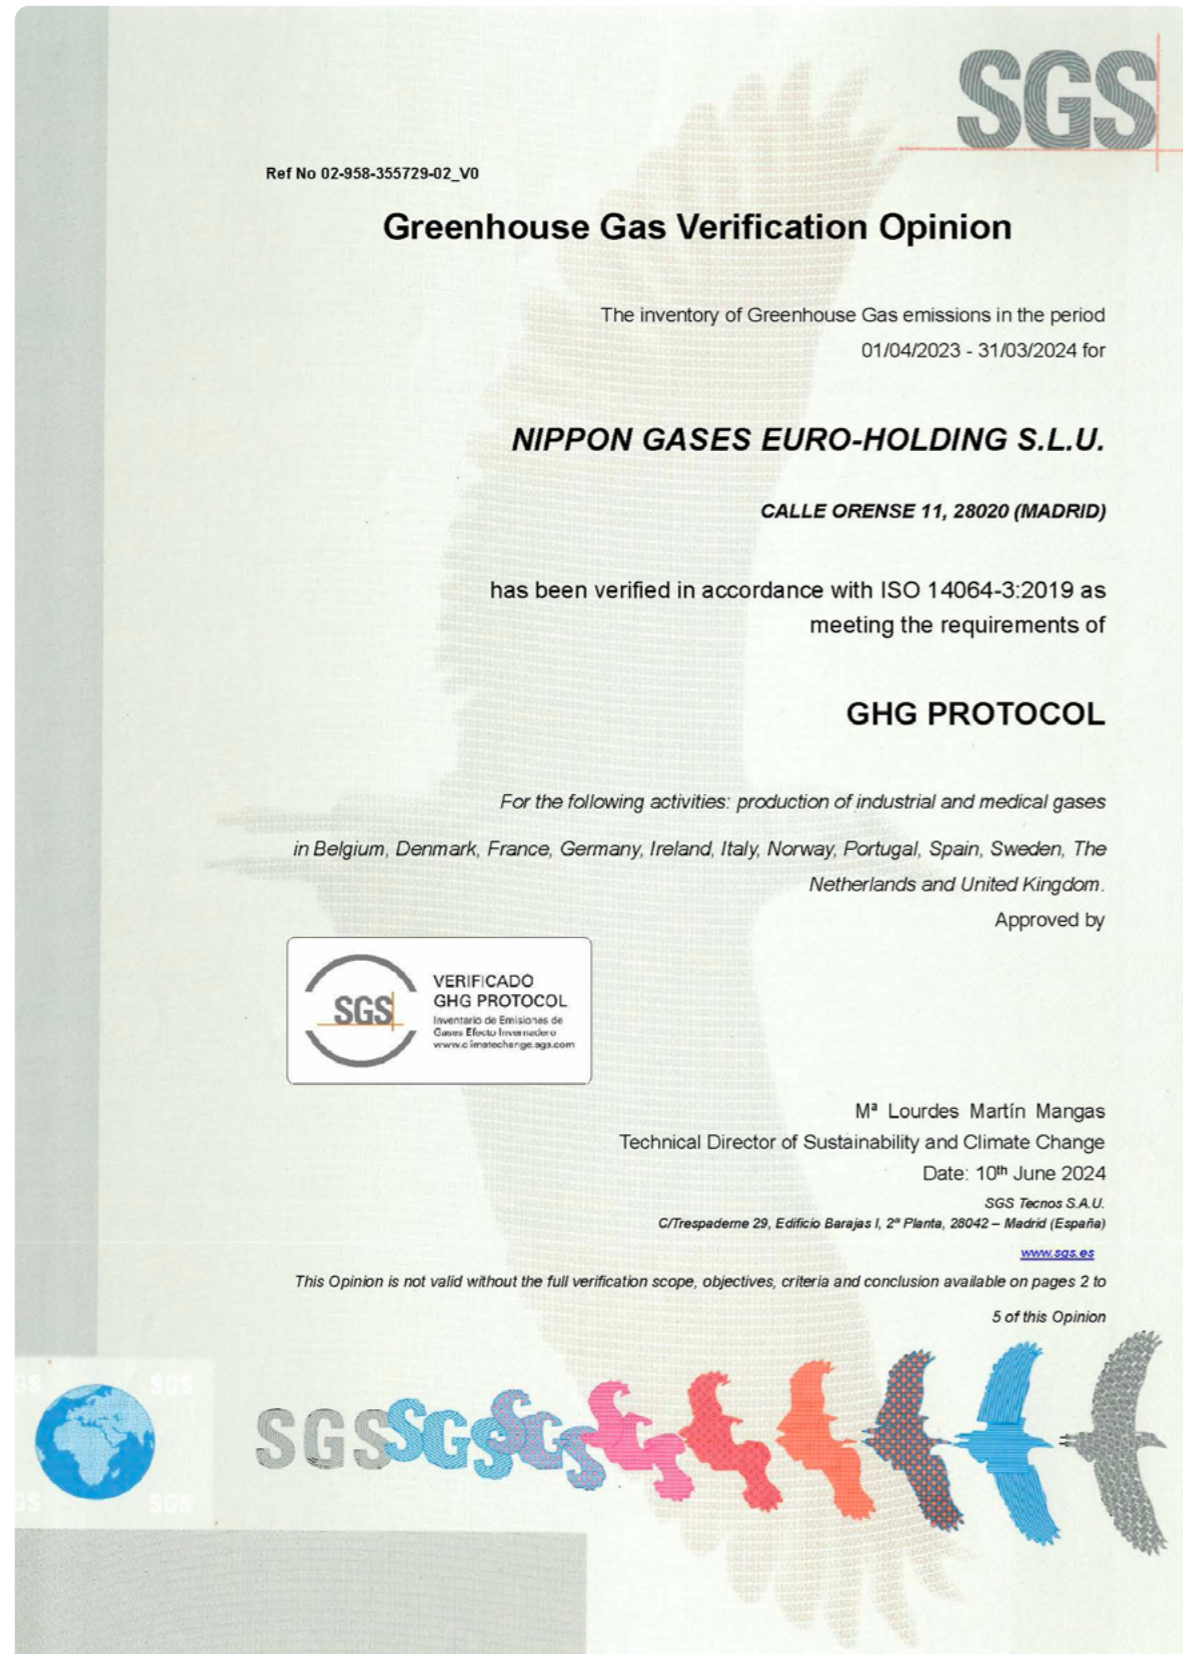 SGS
Ref No 02-958-355729-02_V0
Greenhouse Gas Verification Opinion
The inventory of Greenhouse Gas emissions in the period
01/04/2023 - 31/03/2024 for
NIPPON GASES EURO-HOLDING S.L.U.
CALLE ORENSE 11, 28020 (MADRID)
has been verified in accordance with ISO 14064-3:2019 as
meeting the requirements of
GHG PROTOCOL
For the following activities: production of industrial and medical gases
in Belgium, Denmark, France, Germany, Ireland, Italy, Norway, Portugal, Spain, Sweden, The
Netherlands and United Kingdom.
Approved by
SGS
VERIFICADO
GHG PROTOCOL
Inventario de Emisiones de
Gases Efecto Invernadero
www.climatechange.sgs.com
Mª Lourdes Martín Mangas
Technical Director of Sustainability and Climate Change
Date: 10th June 2024
SGS Tecnos S.A.U.
C/Trespaderne 29, Edificio Barajas I, 2ª Planta, 28042 – Madrid (España)
www.sgs.es
This Opinion is not valid without the full verification scope, objectives, criteria and conclusion available on pages 2 to
5 of this Opinion
GS SGS
SGS SGS SGS
GS SGS